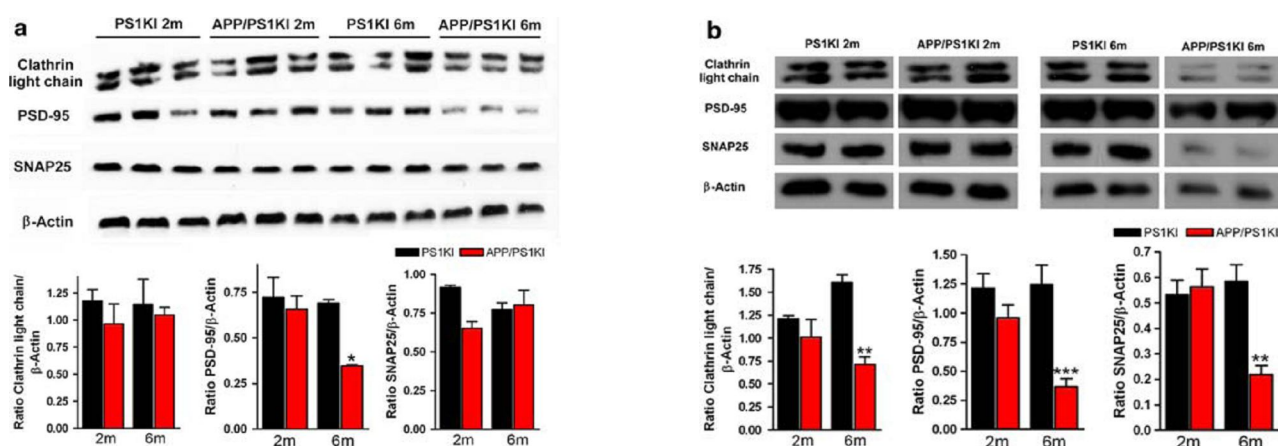 a
PS1KI 2m APP/PS1KI 2m PS1KI 6m APP/PS1KI 6m
Clathrin
light chain
PSD-95
SNAP25
β-Actin
PS1KI APP/PS1KI
Ratio Clathrin light chain/
β-Actin
1.25
1.00
0.75
0.50
0.25
0.00
2m 6m
Ratio PSD-95/β-Actin
0.75
0.50
0.25
0.00
*
2m 6m
Ratio SNAP25/β-Actin
1.00
0.75
0.50
0.25
0.00
2m 6m
b
PS1KI 2m APP/PS1KI 2m PS1KI 6m APP/PS1KI 6m
Clathrin
light chain
PSD-95
SNAP25
β-Actin
PS1KI APP/PS1KI
Ratio Clathrin light chain/
β-Actin
1.75
1.50
1.25
1.00
0.75
0.50
0.25
0.00
**
2m 6m
Ratio PSD-95/β-Actin
1.50
1.25
1.00
0.75
0.50
0.25
0.00
***
2m 6m
Ratio SNAP25/β-Actin
0.7
0.6
0.5
0.4
0.3
0.2
0.1
0.0
**
2m 6m